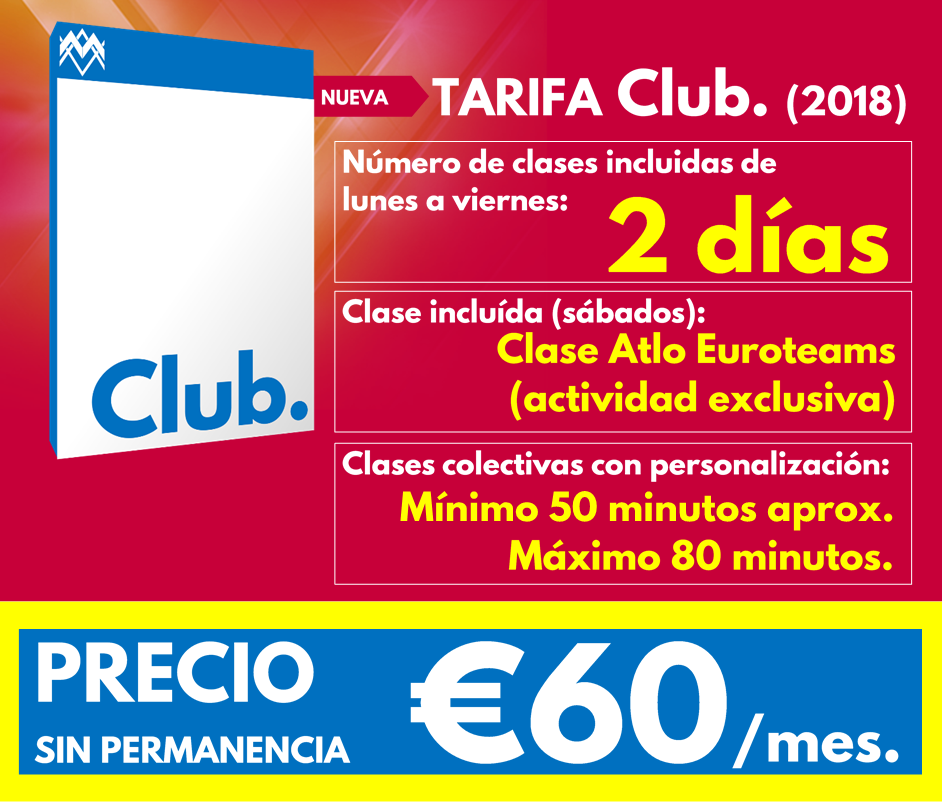 NUEVA
TARIFA Club. (2018)
Número de clases incluidas de
lunes a viernes:
2 días
Clase incluída (sábados):
Clase Atlo Euroteams
(actividad exclusiva)
Clases colectivas con personalización:
Mínimo 50 minutos aprox.
Máximo 80 minutos.
Club.
PRECIO
SIN PERMANENCIA
€60/mes.